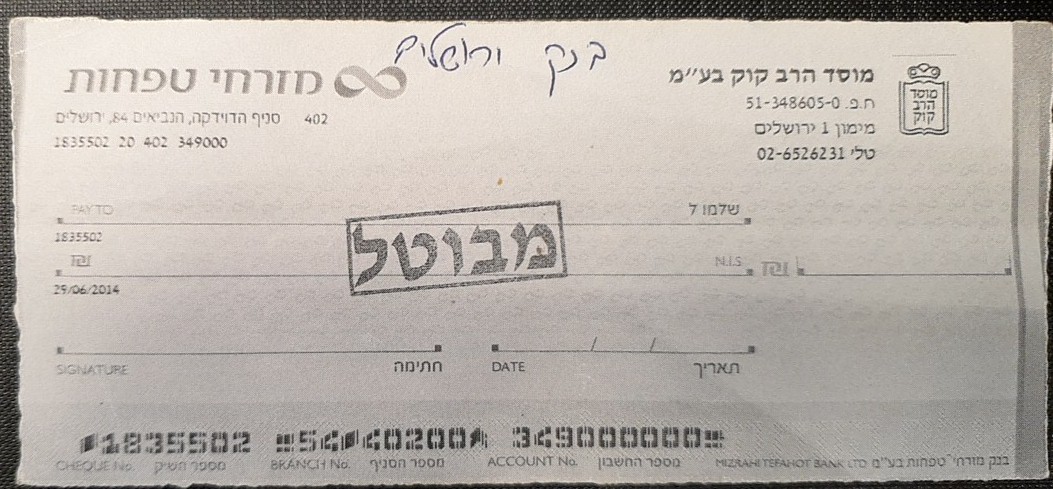 בנק ירושלים
מוסד הרב קוק
מוסד הרב קוק בע"מ
ח.פ. 51-348605-0
מימון 1 ירושלים
טלי 02-6526231
מזרחי טפחות
402 סניף הדוידקה, הנביאים 84, ירושלים
1835502 20 402 349000
PAY TO שלמו ל
1835502
מבוטל
ש"ח N.I.S. ש"ח
29/06/2014
SIGNATURE חתימה DATE / / תאריך
⑈1835502 ⑆54⑈402004 349000000⑆
CHEQUE No. מספר השיק BRANCH No. מספר הסניף ACCOUNT No. מספר החשבון MIZRAHI TEFAHOT BANK LTD בנק מזרחי טפחות בע"מ